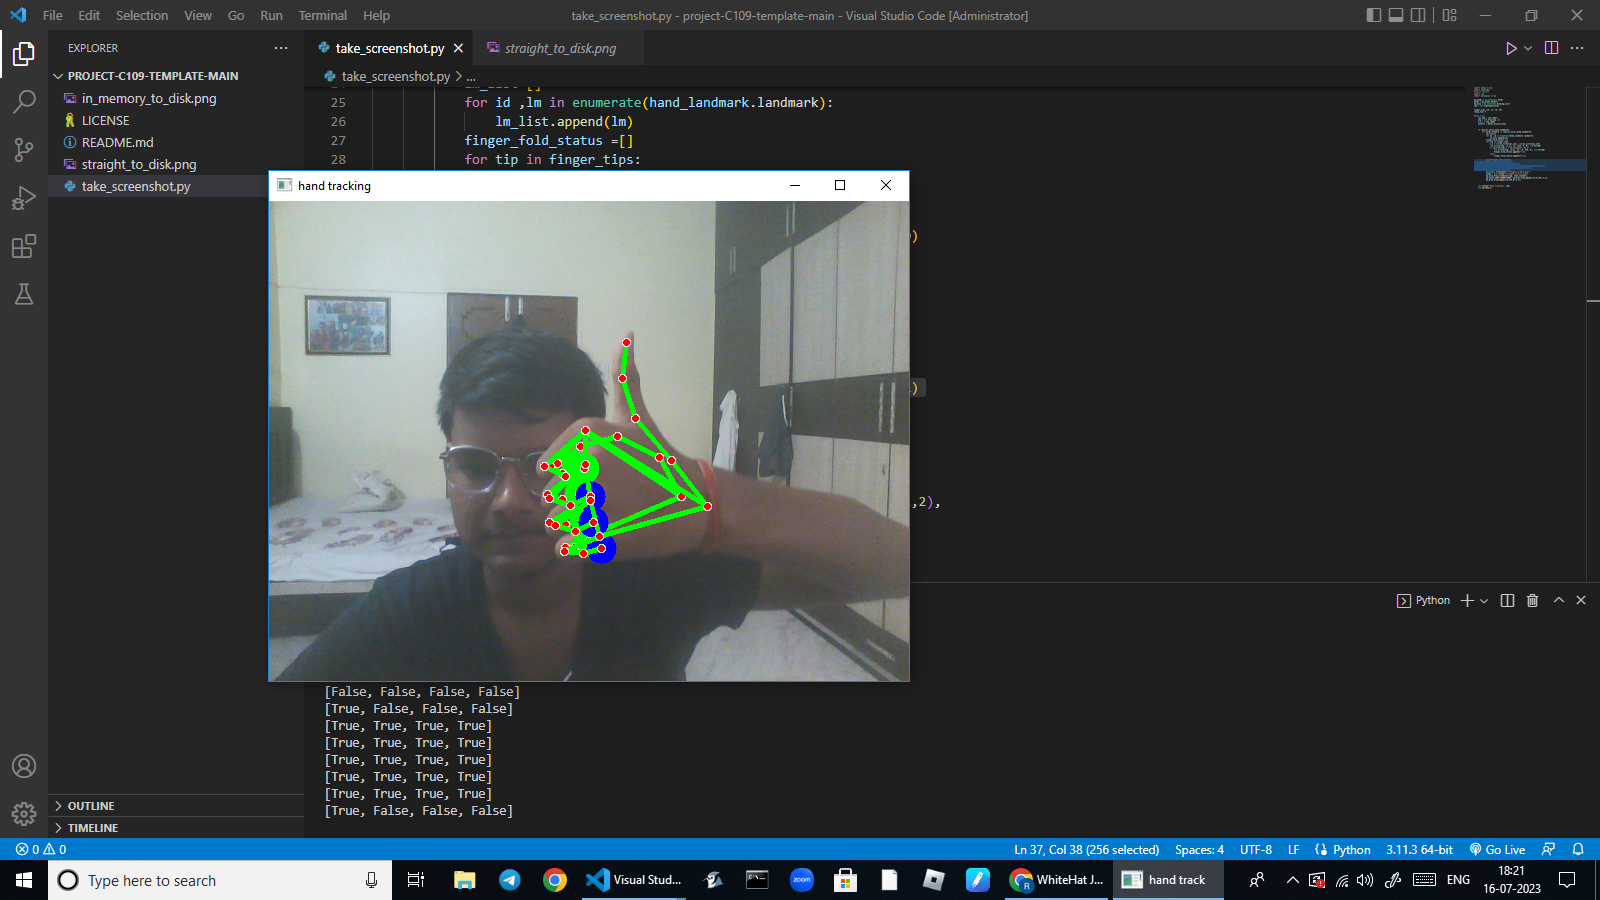 File Edit Selection View Go Run Terminal Help
take_screenshot.py - project-C109-template-main - Visual Studio Code [Administrator]
EXPLORER
take_screenshot.py
straight_to_disk.png
PROJECT-C109-TEMPLATE-MAIN
take_screenshot.py > ...
in_memory_to_disk.png
LICENSE
README.md
straight_to_disk.png
take_screenshot.py
25 for id ,lm in enumerate(hand_landmark.landmark):
26 lm_list.append(lm)
27 finger_fold_status =[]
28 for tip in finger_tips:
hand tracking
)
)
,2),
Python
[False, False, False, False]
[True, False, False, False]
[True, True, True, True]
[True, True, True, True]
[True, True, True, True]
[True, True, True, True]
[True, True, True, True]
[True, False, False, False]
OUTLINE
TIMELINE
0 0
Ln 37, Col 38 (256 selected) Spaces: 4 UTF-8 LF Python 3.11.3 64-bit Go Live
Type here to search
Visual Stud...
zoom
WhiteHat J...
hand track
ENG
18:21
16-07-2023